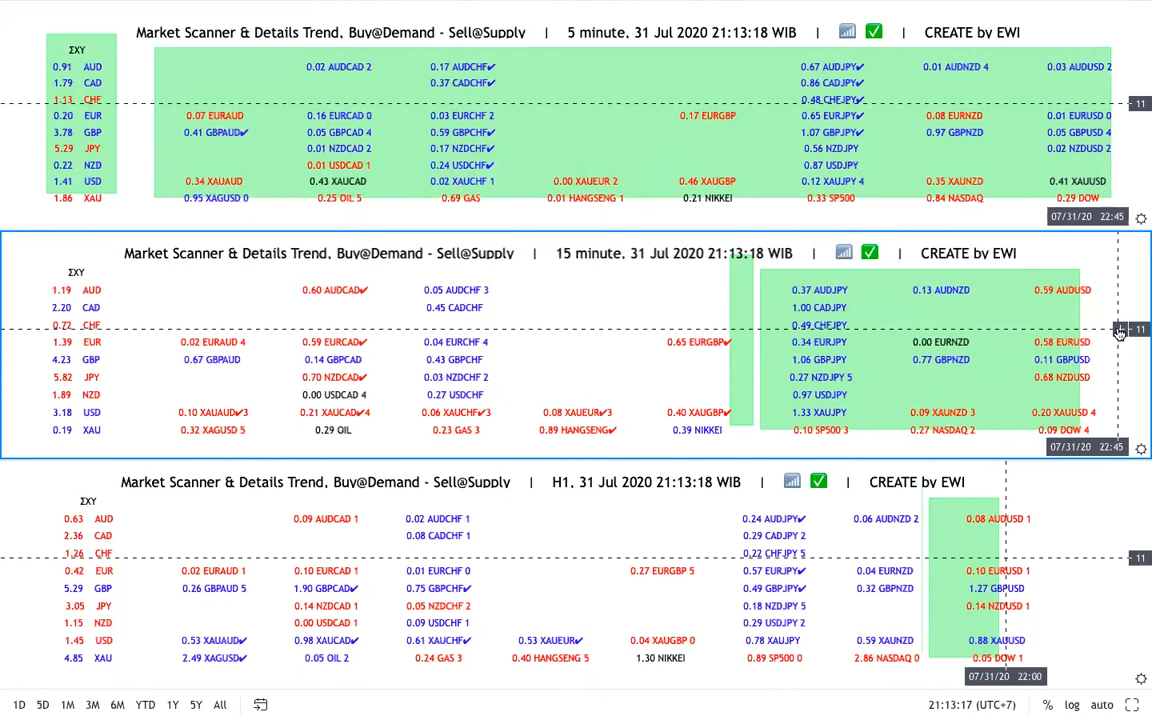 Market Scanner & Details Trend, Buy@Demand - Sell@Supply | 5 minute, 31 Jul 2020 21:13:18 WIB | 📶 ✅ | CREATE by EWI
ΣXY
0.91 AUD 0.02 AUDCAD 2 0.17 AUDCHF✔ 0.67 AUDJPY✔ 0.01 AUDNZD 4 0.03 AUDUSD 2
1.79 CAD 0.37 CADCHF✔ 0.86 CADJPY✔
1.13 CHF 0.48 CHFJPY✔
11
0.20 EUR 0.07 EURAUD 0.16 EURCAD 0 0.03 EURCHF 2 0.17 EURGBP 0.65 EURJPY✔ 0.08 EURNZD 0.01 EURUSD 0
3.78 GBP 0.41 GBPAUD✔ 0.05 GBPCAD 4 0.59 GBPCHF✔ 1.07 GBPJPY✔ 0.97 GBPNZD 0.05 GBPUSD 4
5.29 JPY 0.01 NZDCAD 2 0.17 NZDCHF✔ 0.56 NZDJPY 0.02 NZDUSD 2
0.22 NZD 0.01 USDCAD 1 0.24 USDCHF✔ 0.87 USDJPY
1.41 USD 0.34 XAUAUD 0.43 XAUCAD 0.02 XAUCHF 1 0.00 XAUEUR 2 0.46 XAUGBP 0.12 XAUJPY 4 0.35 XAUNZD 0.41 XAUUSD
1.86 XAU 0.95 XAGUSD 0 0.25 OIL 5 0.69 GAS 0.01 HANGSENG 1 0.21 NIKKEI 0.33 SP500 0.84 NASDAQ 0.29 DOW
07/31/20 22:45
Market Scanner & Details Trend, Buy@Demand - Sell@Supply | 15 minute, 31 Jul 2020 21:13:18 WIB | 📶 ✅ | CREATE by EWI
ΣXY
1.19 AUD 0.60 AUDCAD✔ 0.05 AUDCHF 3 0.37 AUDJPY 0.13 AUDNZD 0.59 AUDUSD
2.20 CAD 0.45 CADCHF 1.00 CADJPY
0.72 CHF 0.49 CHFJPY
11
1.39 EUR 0.02 EURAUD 4 0.59 EURCAD✔ 0.04 EURCHF 4 0.65 EURGBP✔ 0.34 EURJPY 0.00 EURNZD 0.58 EURUSD
4.23 GBP 0.67 GBPAUD 0.14 GBPCAD 0.43 GBPCHF 1.06 GBPJPY 0.77 GBPNZD 0.11 GBPUSD
5.82 JPY 0.70 NZDCAD✔ 0.03 NZDCHF 2 0.27 NZDJPY 5 0.68 NZDUSD
1.89 NZD 0.00 USDCAD 4 0.27 USDCHF 0.97 USDJPY
3.18 USD 0.10 XAUAUD✔3 0.21 XAUCAD✔4 0.06 XAUCHF✔3 0.08 XAUEUR✔3 0.40 XAUGBP✔ 1.33 XAUJPY 0.09 XAUNZD 3 0.20 XAUUSD 4
0.19 XAU 0.32 XAGUSD 5 0.29 OIL 0.23 GAS 3 0.89 HANGSENG✔ 0.39 NIKKEI 0.10 SP500 3 0.27 NASDAQ 2 0.09 DOW 4
07/31/20 22:45
Market Scanner & Details Trend, Buy@Demand - Sell@Supply | H1, 31 Jul 2020 21:13:18 WIB | 📶 ✅ | CREATE by EWI
ΣXY
0.63 AUD 0.09 AUDCAD 1 0.02 AUDCHF 1 0.24 AUDJPY✔ 0.06 AUDNZD 2 0.08 AUDUSD 1
2.36 CAD 0.08 CADCHF 1 0.29 CADJPY 2
1.26 CHF 0.22 CHFJPY 5
11
0.42 EUR 0.02 EURAUD 1 0.10 EURCAD 1 0.01 EURCHF 0 0.27 EURGBP 5 0.57 EURJPY✔ 0.04 EURNZD 0.10 EURUSD 1
5.29 GBP 0.26 GBPAUD 5 1.90 GBPCAD✔ 0.75 GBPCHF✔ 0.49 GBPJPY✔ 0.32 GBPNZD 1.27 GBPUSD
3.05 JPY 0.14 NZDCAD 1 0.05 NZDCHF 2 0.18 NZDJPY 5 0.14 NZDUSD 1
1.15 NZD 0.00 USDCAD 1 0.09 USDCHF 1 0.29 USDJPY 2
1.45 USD 0.53 XAUAUD✔ 0.98 XAUCAD✔ 0.61 XAUCHF✔ 0.53 XAUEUR✔ 0.04 XAUGBP 0 0.78 XAUJPY 0.59 XAUNZD 0.88 XAUUSD
4.85 XAU 2.49 XAGUSD✔ 0.05 OIL 2 0.24 GAS 3 0.40 HANGSENG 5 1.30 NIKKEI 0.89 SP500 0 2.86 NASDAQ 0 0.05 DOW 1
07/31/20 22:00
1D 5D 1M 3M 6M YTD 1Y 5Y All 21:13:17 (UTC+7) % log auto